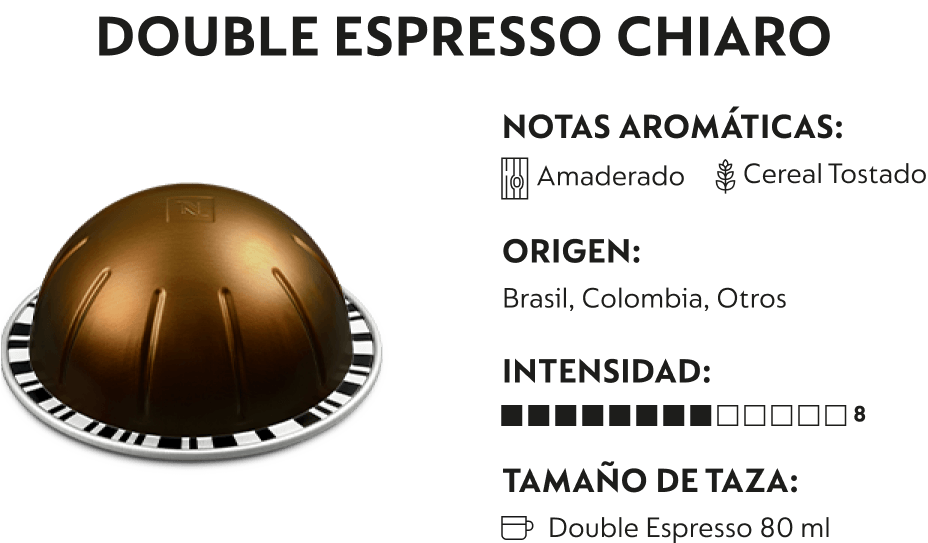 DOUBLE ESPRESSO CHIARO
NOTAS AROMÁTICAS:
Amaderado Cereal Tostado
ORIGEN:
Brasil, Colombia, Otros
INTENSIDAD:
8
TAMAÑO DE TAZA:
Double Espresso 80 ml